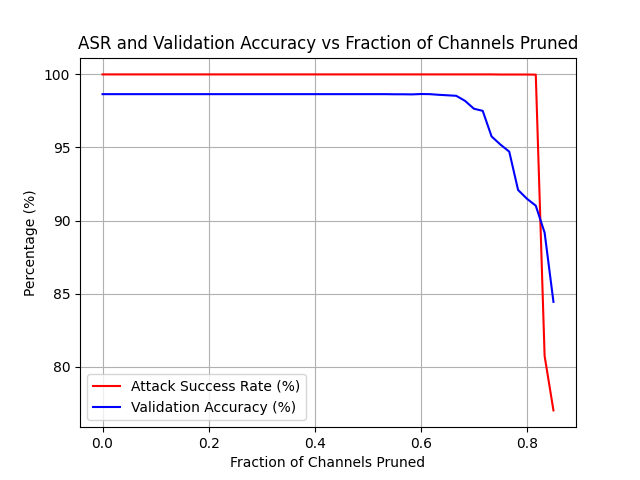 ASR and Validation Accuracy vs Fraction of Channels Pruned
Percentage (%)
100
95
90
85
80
Attack Success Rate (%)
Validation Accuracy (%)
0.0 0.2 0.4 0.6 0.8
Fraction of Channels Pruned